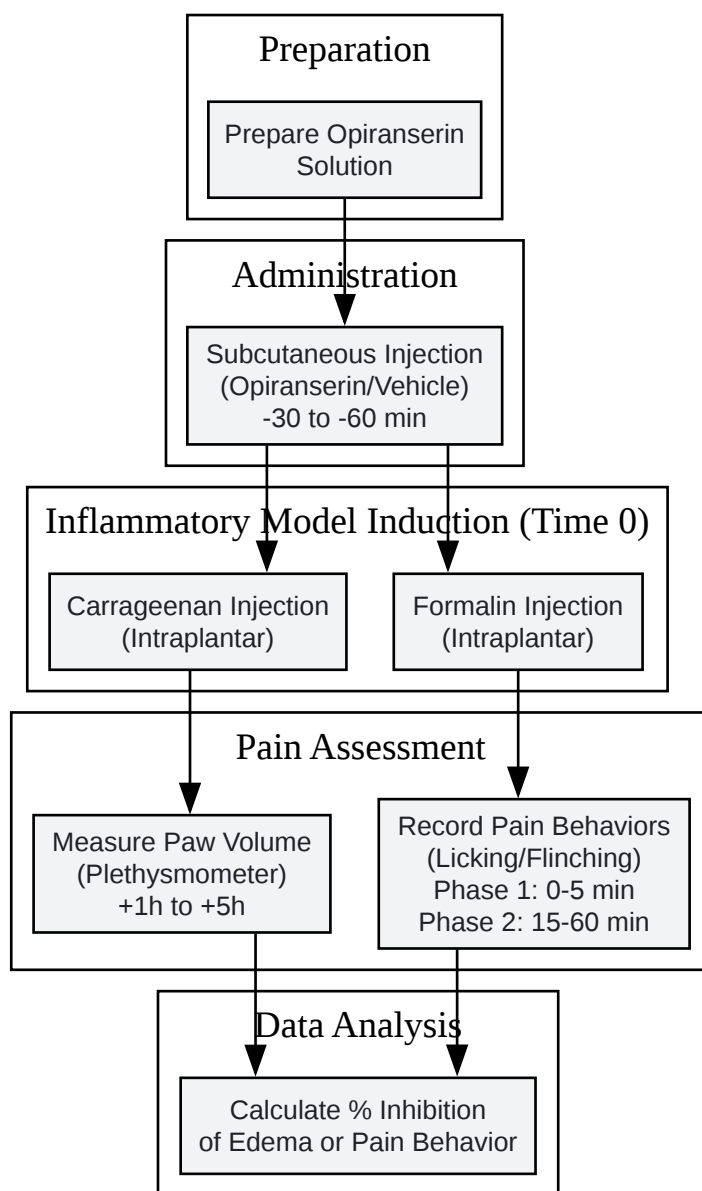 Preparation
Prepare Opiranserin
Solution
Administration
Subcutaneous Injection
(Opiranserin/Vehicle)
-30 to -60 min
Inflammatory Model Induction (Time 0)
Carrageenan Injection
(Intraplantar)
Formalin Injection
(Intraplantar)
Pain Assessment
Measure Paw Volume
(Plethysmometer)
+1h to +5h
Record Pain Behaviors
(Licking/Flinching)
Phase 1: 0-5 min
Phase 2: 15-60 min
Data Analysis
Calculate % Inhibition
of Edema or Pain Behavior